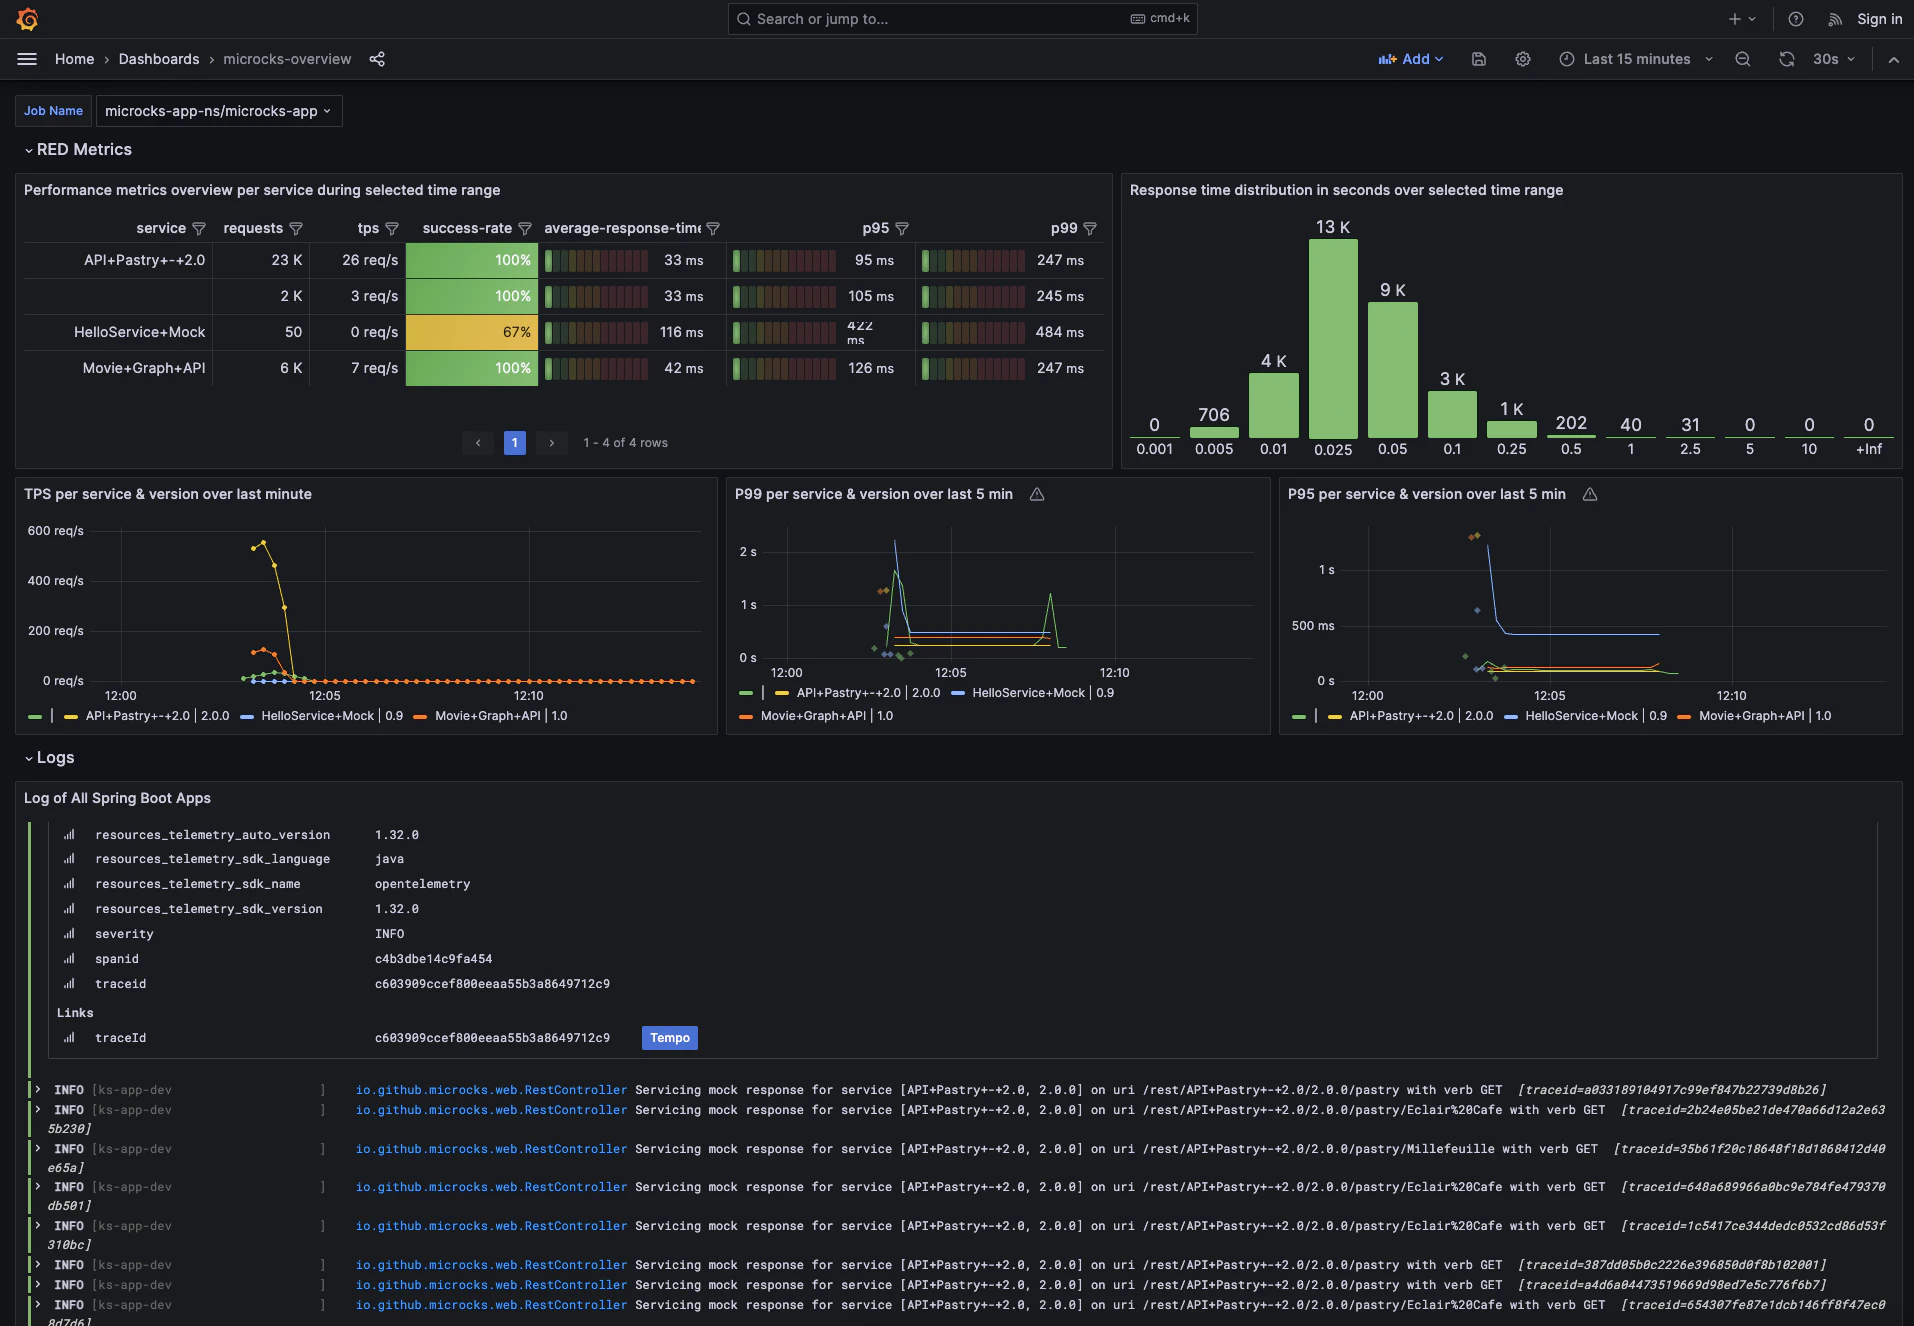 Search or jump to...
cmd+k
Sign in
Home › Dashboards › microcks-overview
Add
Last 15 minutes
30s
Job Name
microcks-app-ns/microcks-app
RED Metrics
Performance metrics overview per service during selected time range
service requests tps success-rate average-response-time p95 p99
API+Pastry+-+2.0 23 K 26 req/s 100% 33 ms 95 ms 247 ms
2 K 3 req/s 100% 33 ms 105 ms 245 ms
HelloService+Mock 50 0 req/s 67% 116 ms 422 ms 484 ms
Movie+Graph+API 6 K 7 req/s 100% 42 ms 126 ms 247 ms
‹ 1 › 1 - 4 of 4 rows
Response time distribution in seconds over selected time range
0 706 4 K 13 K 9 K 3 K 1 K 202 40 31 0 0 0
0.001 0.005 0.01 0.025 0.05 0.1 0.25 0.5 1 2.5 5 10 +Inf
TPS per service & version over last minute
600 req/s
400 req/s
200 req/s
0 req/s
12:00 12:05 12:10
| API+Pastry+-+2.0 | 2.0.0 HelloService+Mock | 0.9 Movie+Graph+API | 1.0
P99 per service & version over last 5 min
2 s
1 s
0 s
12:00 12:05 12:10
| API+Pastry+-+2.0 | 2.0.0 HelloService+Mock | 0.9
Movie+Graph+API | 1.0
P95 per service & version over last 5 min
1 s
500 ms
0 s
12:00 12:05 12:10
| API+Pastry+-+2.0 | 2.0.0 HelloService+Mock | 0.9 Movie+Graph+API | 1.0
Logs
Log of All Spring Boot Apps
resources_telemetry_auto_version 1.32.0
resources_telemetry_sdk_language java
resources_telemetry_sdk_name opentelemetry
resources_telemetry_sdk_version 1.32.0
severity INFO
spanid c4b3dbe14c9fa454
traceid c603909ccef800eeaa55b3a8649712c9
Links
traceId c603909ccef800eeaa55b3a8649712c9 Tempo
INFO [ks-app-dev ] io.github.microcks.web.RestController Servicing mock response for service [API+Pastry+-+2.0, 2.0.0] on uri /rest/API+Pastry+-+2.0/2.0.0/pastry with verb GET [traceid=a033189104917c99ef847b22739d8b26]
INFO [ks-app-dev ] io.github.microcks.web.RestController Servicing mock response for service [API+Pastry+-+2.0, 2.0.0] on uri /rest/API+Pastry+-+2.0/2.0.0/pastry/Eclair%20Cafe with verb GET [traceid=2b24e05be21de470a66d12a2e63
5b230]
INFO [ks-app-dev ] io.github.microcks.web.RestController Servicing mock response for service [API+Pastry+-+2.0, 2.0.0] on uri /rest/API+Pastry+-+2.0/2.0.0/pastry/Millefeuille with verb GET [traceid=35b61f20c18648f18d1868412d40
e65a]
INFO [ks-app-dev ] io.github.microcks.web.RestController Servicing mock response for service [API+Pastry+-+2.0, 2.0.0] on uri /rest/API+Pastry+-+2.0/2.0.0/pastry/Eclair%20Cafe with verb GET [traceid=648a689966a0bc9e784fe479370
db501]
INFO [ks-app-dev ] io.github.microcks.web.RestController Servicing mock response for service [API+Pastry+-+2.0, 2.0.0] on uri /rest/API+Pastry+-+2.0/2.0.0/pastry/Eclair%20Cafe with verb GET [traceid=1c5417ce344dedc0532cd86d53f
310bc]
INFO [ks-app-dev ] io.github.microcks.web.RestController Servicing mock response for service [API+Pastry+-+2.0, 2.0.0] on uri /rest/API+Pastry+-+2.0/2.0.0/pastry with verb GET [traceid=387dd05b0c2226e396850d0f8b102001]
INFO [ks-app-dev ] io.github.microcks.web.RestController Servicing mock response for service [API+Pastry+-+2.0, 2.0.0] on uri /rest/API+Pastry+-+2.0/2.0.0/pastry with verb GET [traceid=a4d6a04473519669d98ed7e5c776f6b7]
INFO [ks-app-dev ] io.github.microcks.web.RestController Servicing mock response for service [API+Pastry+-+2.0, 2.0.0] on uri /rest/API+Pastry+-+2.0/2.0.0/pastry/Eclair%20Cafe with verb GET [traceid=654307fe87e1dcb146ff8f47ec0
8d7d6]